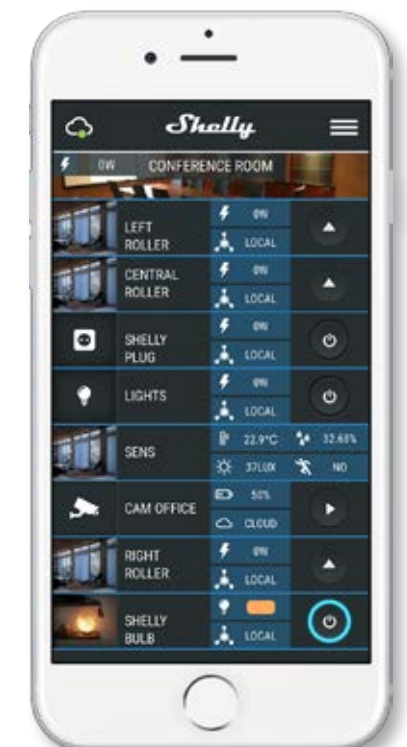 Shelly
0W CONFERENCE ROOM
LEFT ROLLER
0W
LOCAL
CENTRAL ROLLER
0W
LOCAL
SHELLY PLUG
0W
LOCAL
LIGHTS
0W
LOCAL
SENS
22.9°C 32.68%
37LUX NO
CAM OFFICE
50%
CLOUD
RIGHT ROLLER
0W
LOCAL
SHELLY BULB
LOCAL